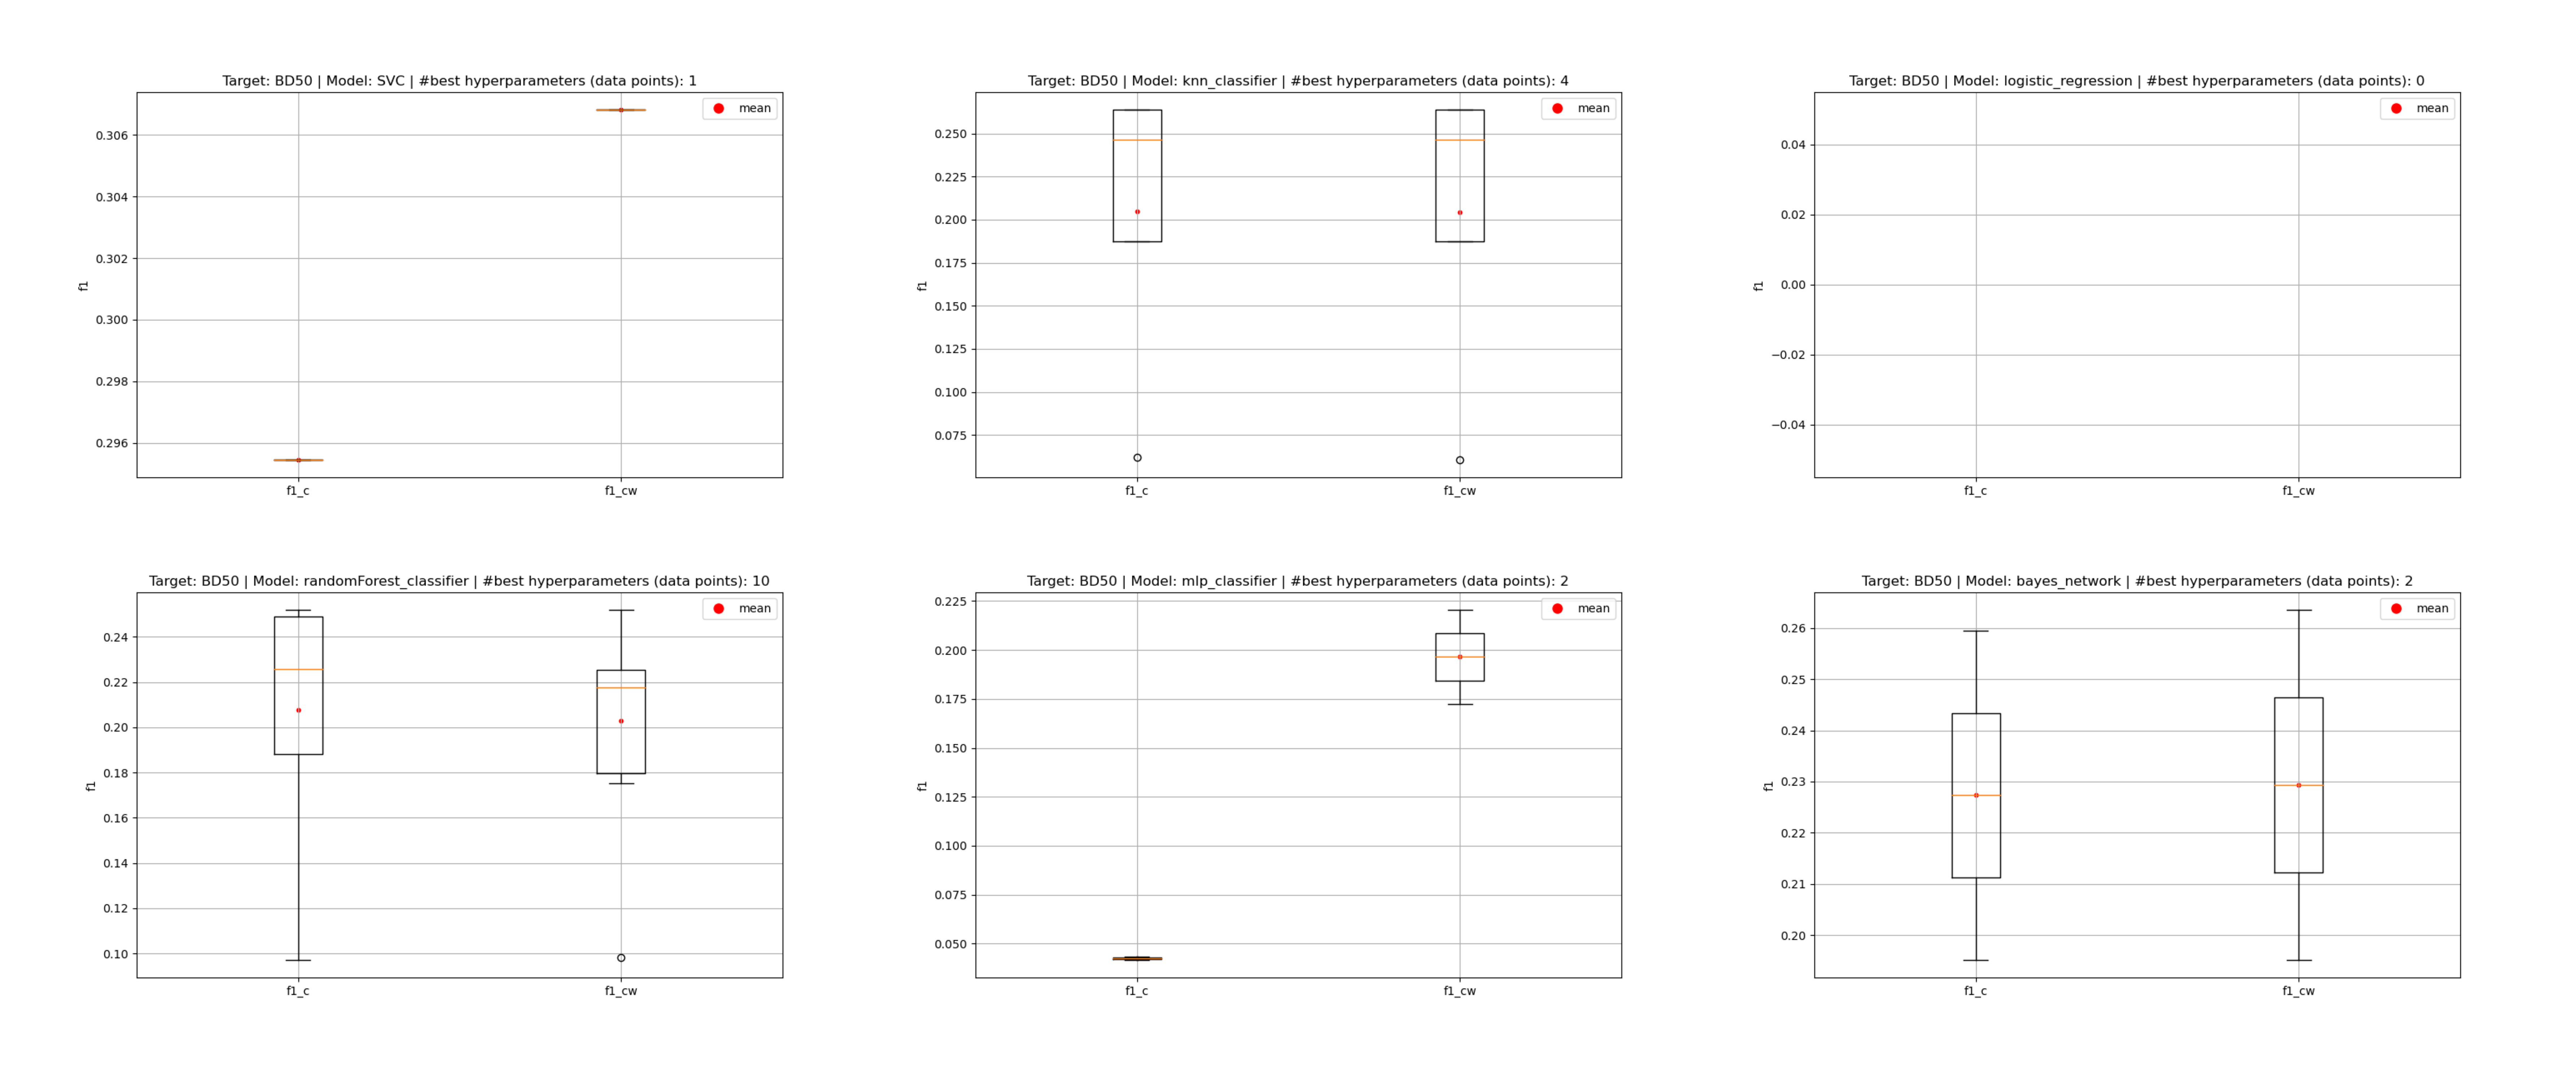 Target: BD50 | Model: SVC | #best hyperparameters (data points): 1
mean
0.306
0.304
0.302
0.300
0.298
0.296
f1
f1_c
f1_cw
Target: BD50 | Model: knn_classifier | #best hyperparameters (data points): 4
mean
0.250
0.225
0.200
0.175
0.150
0.125
0.100
0.075
f1
f1_c
f1_cw
Target: BD50 | Model: logistic_regression | #best hyperparameters (data points): 0
mean
0.04
0.02
0.00
−0.02
−0.04
f1
f1_c
f1_cw
Target: BD50 | Model: randomForest_classifier | #best hyperparameters (data points): 10
mean
0.24
0.22
0.20
0.18
0.16
0.14
0.12
0.10
f1
f1_c
f1_cw
Target: BD50 | Model: mlp_classifier | #best hyperparameters (data points): 2
mean
0.225
0.200
0.175
0.150
0.125
0.100
0.075
0.050
f1
f1_c
f1_cw
Target: BD50 | Model: bayes_network | #best hyperparameters (data points): 2
mean
0.26
0.25
0.24
0.23
0.22
0.21
0.20
f1
f1_c
f1_cw